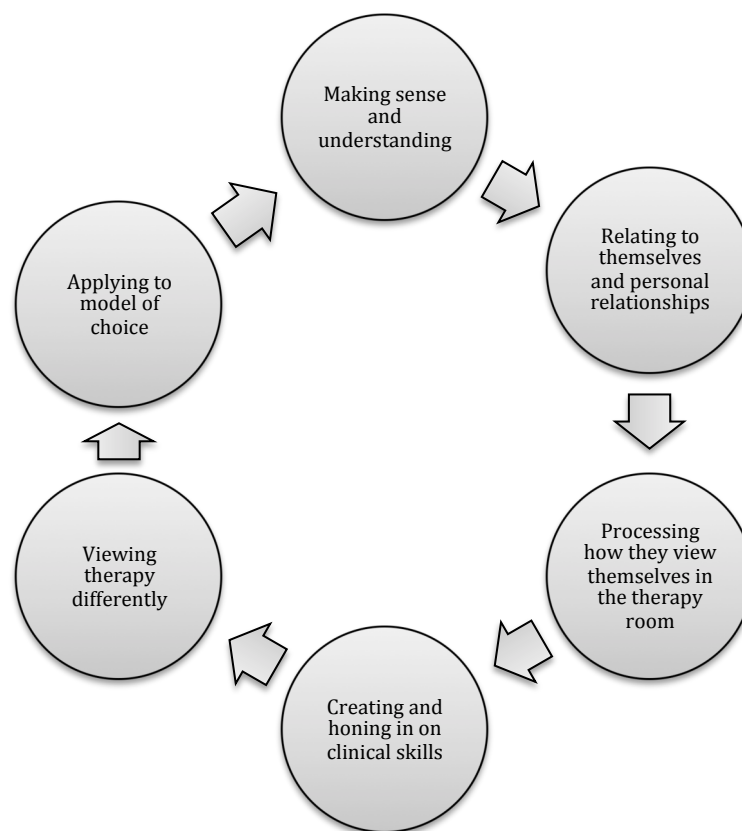 Making sense
and
understanding
Relating to
themselves
and personal
relationships
Processing
how they view
themselves in
the therapy
room
Creating and
honing in on
clinical skills
Viewing
therapy
differently
Applying to
model of
choice